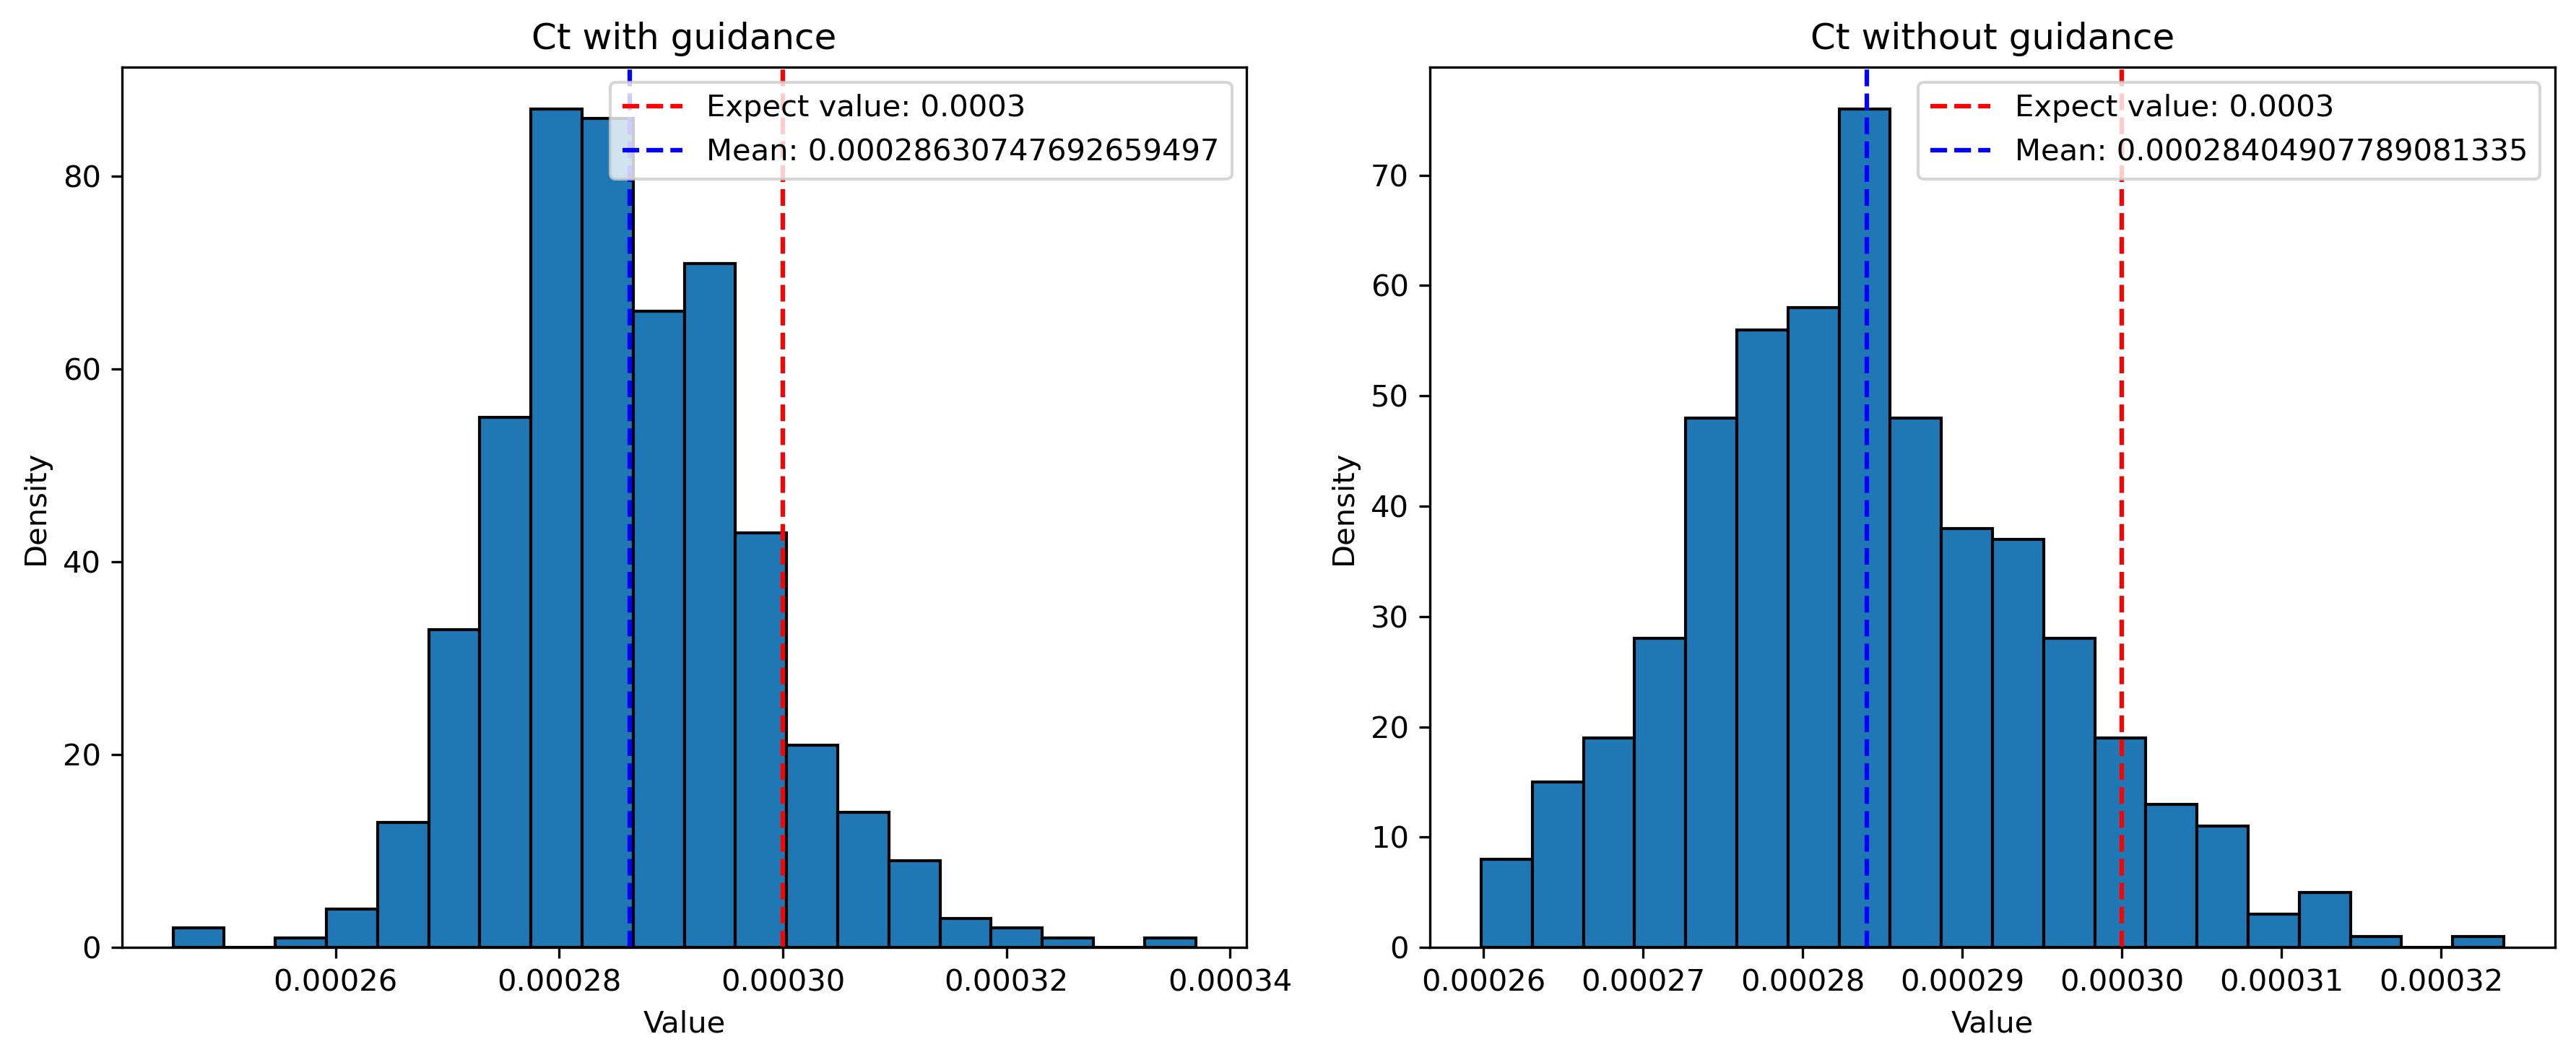 Ct with guidance
Expect value: 0.0003
Mean: 0.00028630747692659497
80
60
40
20
0
Density
0.00026 0.00028 0.00030 0.00032 0.00034
Value
Ct without guidance
Expect value: 0.0003
Mean: 0.00028404907789081335
70
60
50
40
30
20
10
0
Density
0.00026 0.00027 0.00028 0.00029 0.00030 0.00031 0.00032
Value